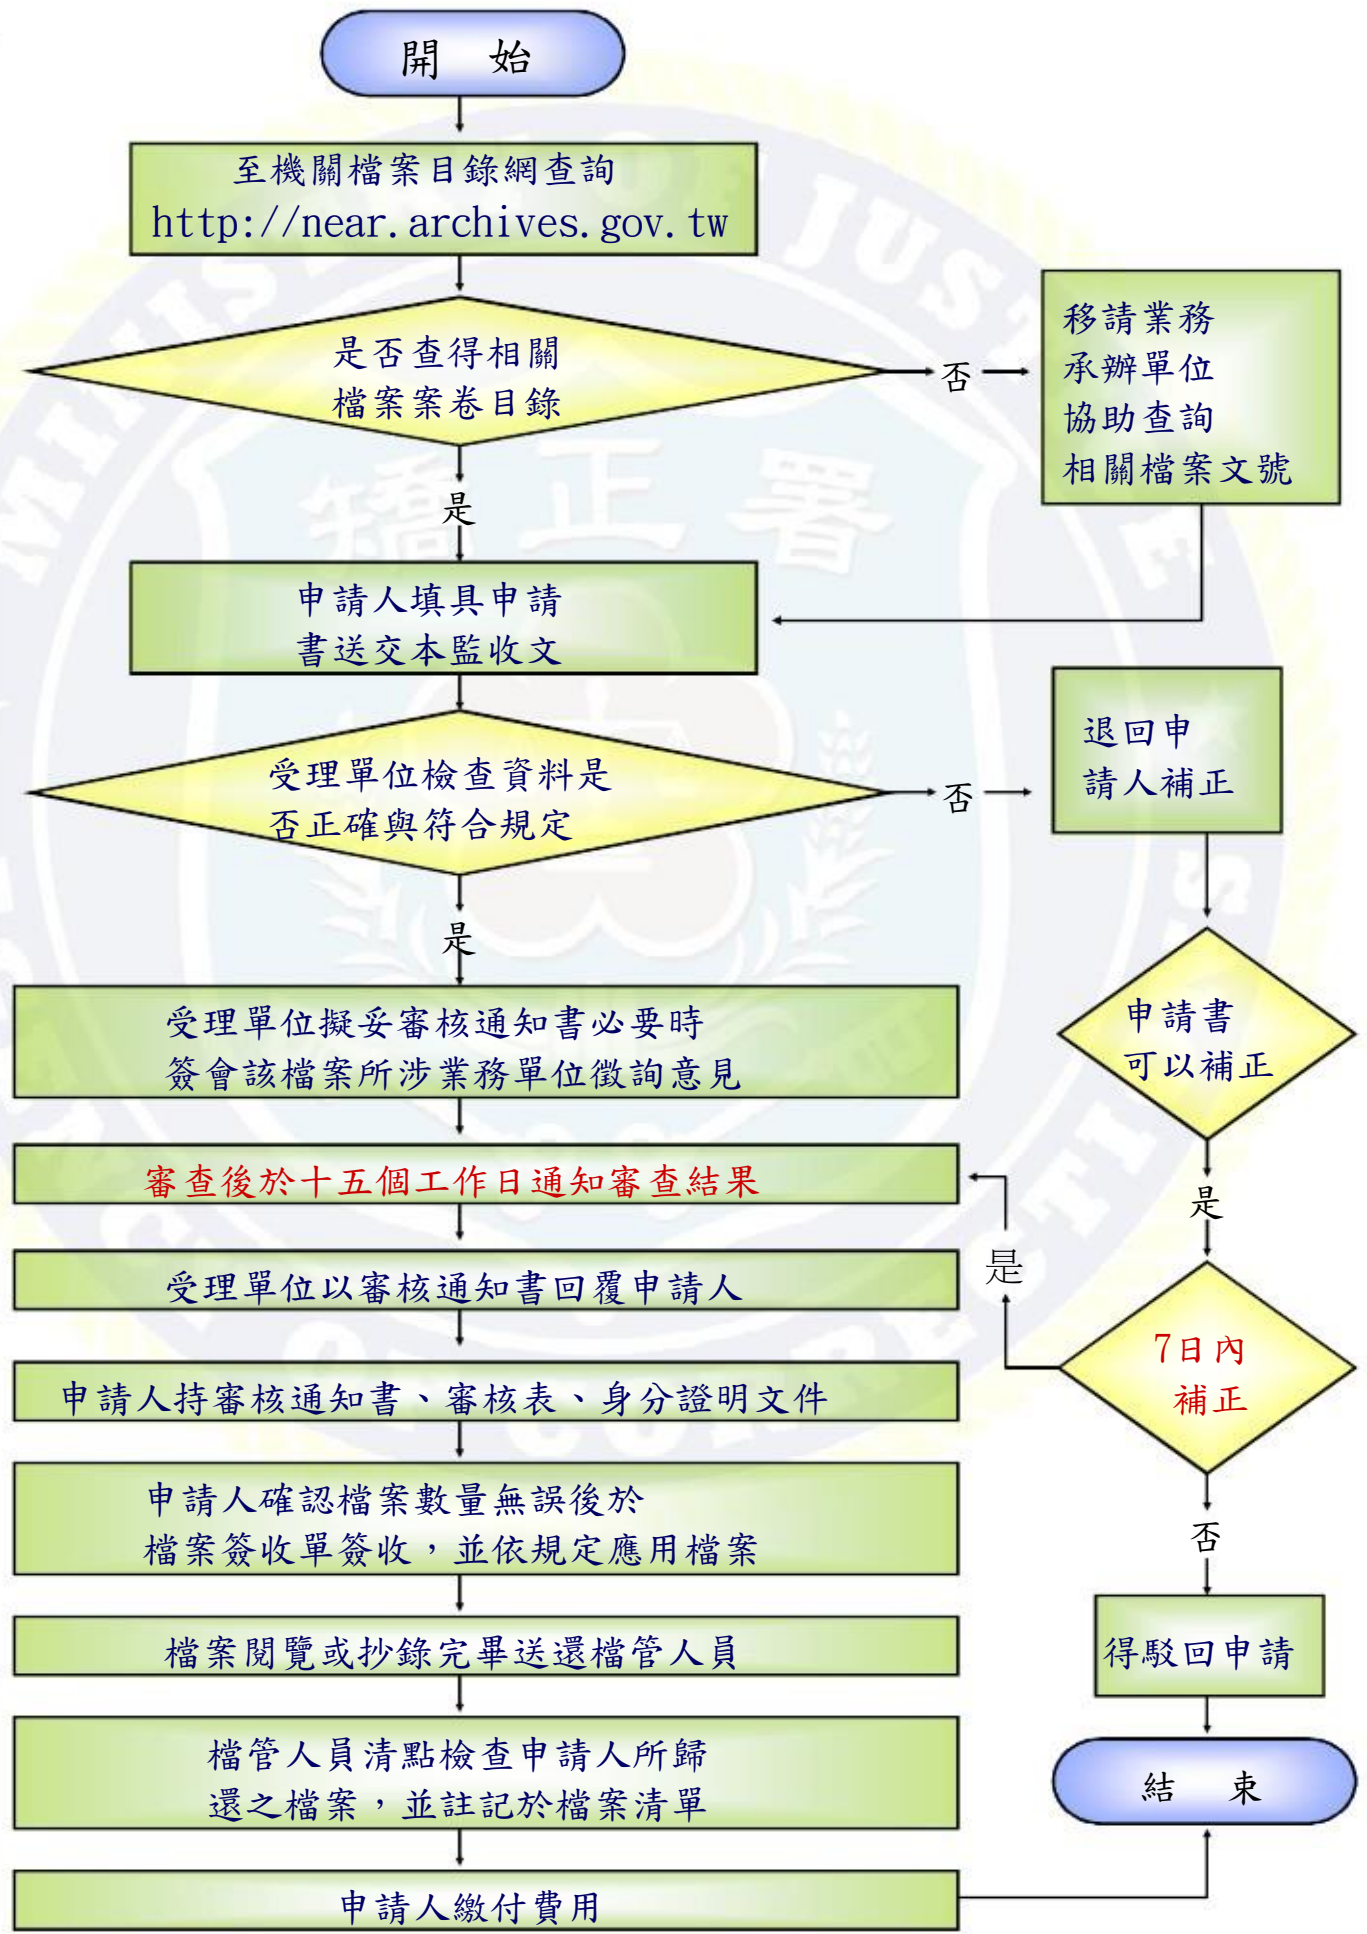 開 始
至機關檔案目錄網查詢
http://near.archives.gov.tw
是否查得相關
檔案案卷目錄
否
移請業務
承辦單位
協助查詢
相關檔案文號
是
申請人填具申請
書送交本監收文
受理單位檢查資料是
否正確與符合規定
否
退回申
請人補正
是
申請書
可以補正
受理單位擬妥審核通知書必要時
簽會該檔案所涉業務單位徵詢意見
審查後於十五個工作日通知審查結果
是
受理單位以審核通知書回覆申請人
是
7日內
補正
申請人持審核通知書、審核表、身分證明文件
申請人確認檔案數量無誤後於
檔案簽收單簽收，並依規定應用檔案
否
檔案閱覽或抄錄完畢送還檔管人員
得駁回申請
檔管人員清點檢查申請人所歸
還之檔案，並註記於檔案清單
結 束
申請人繳付費用
矯正署
MINISTRY OF JUSTICE
AGENCY OF CORRECTIONS